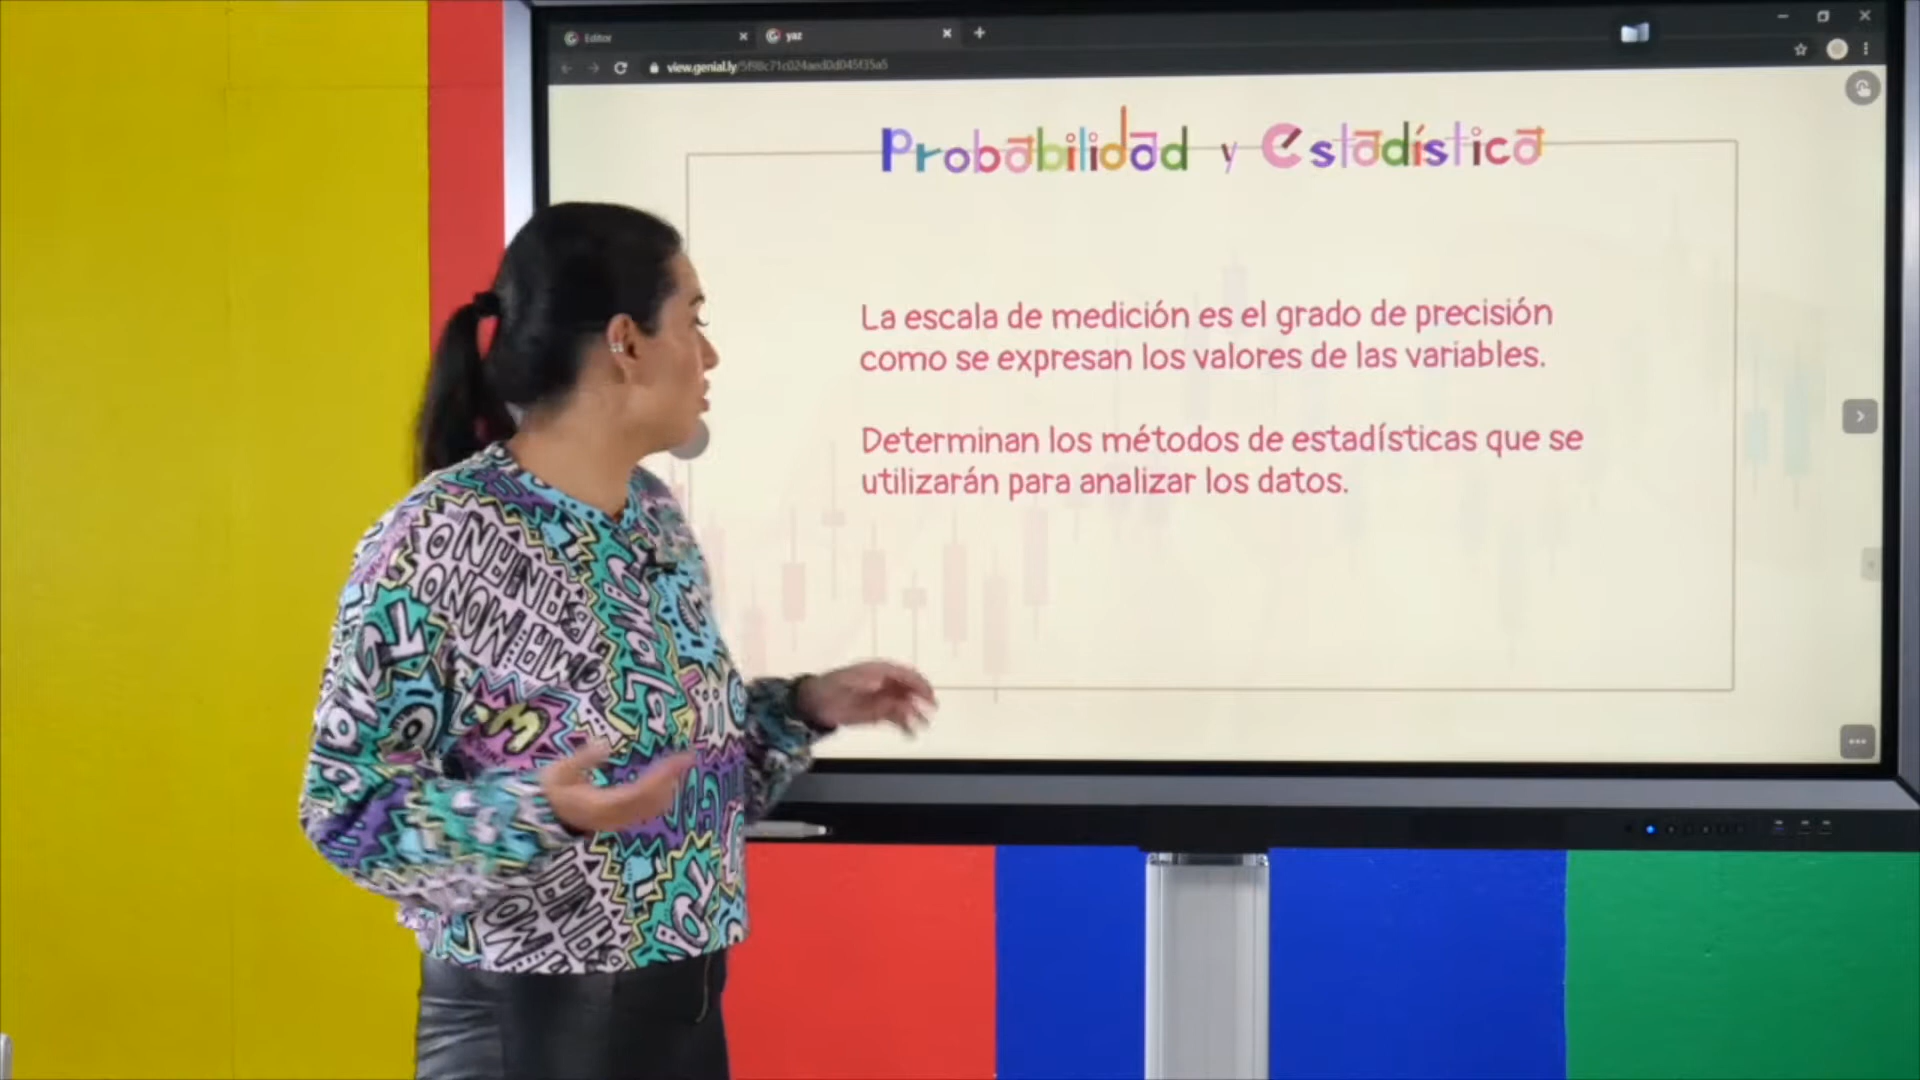 Editor
yaz
view.genial.ly/5f98c71c024aed0d045f35a5
Probabilidad y Estadística
La escala de medición es el grado de precisión
como se expresan los valores de las variables.
Determinan los métodos de estadísticas que se
utilizarán para analizar los datos.